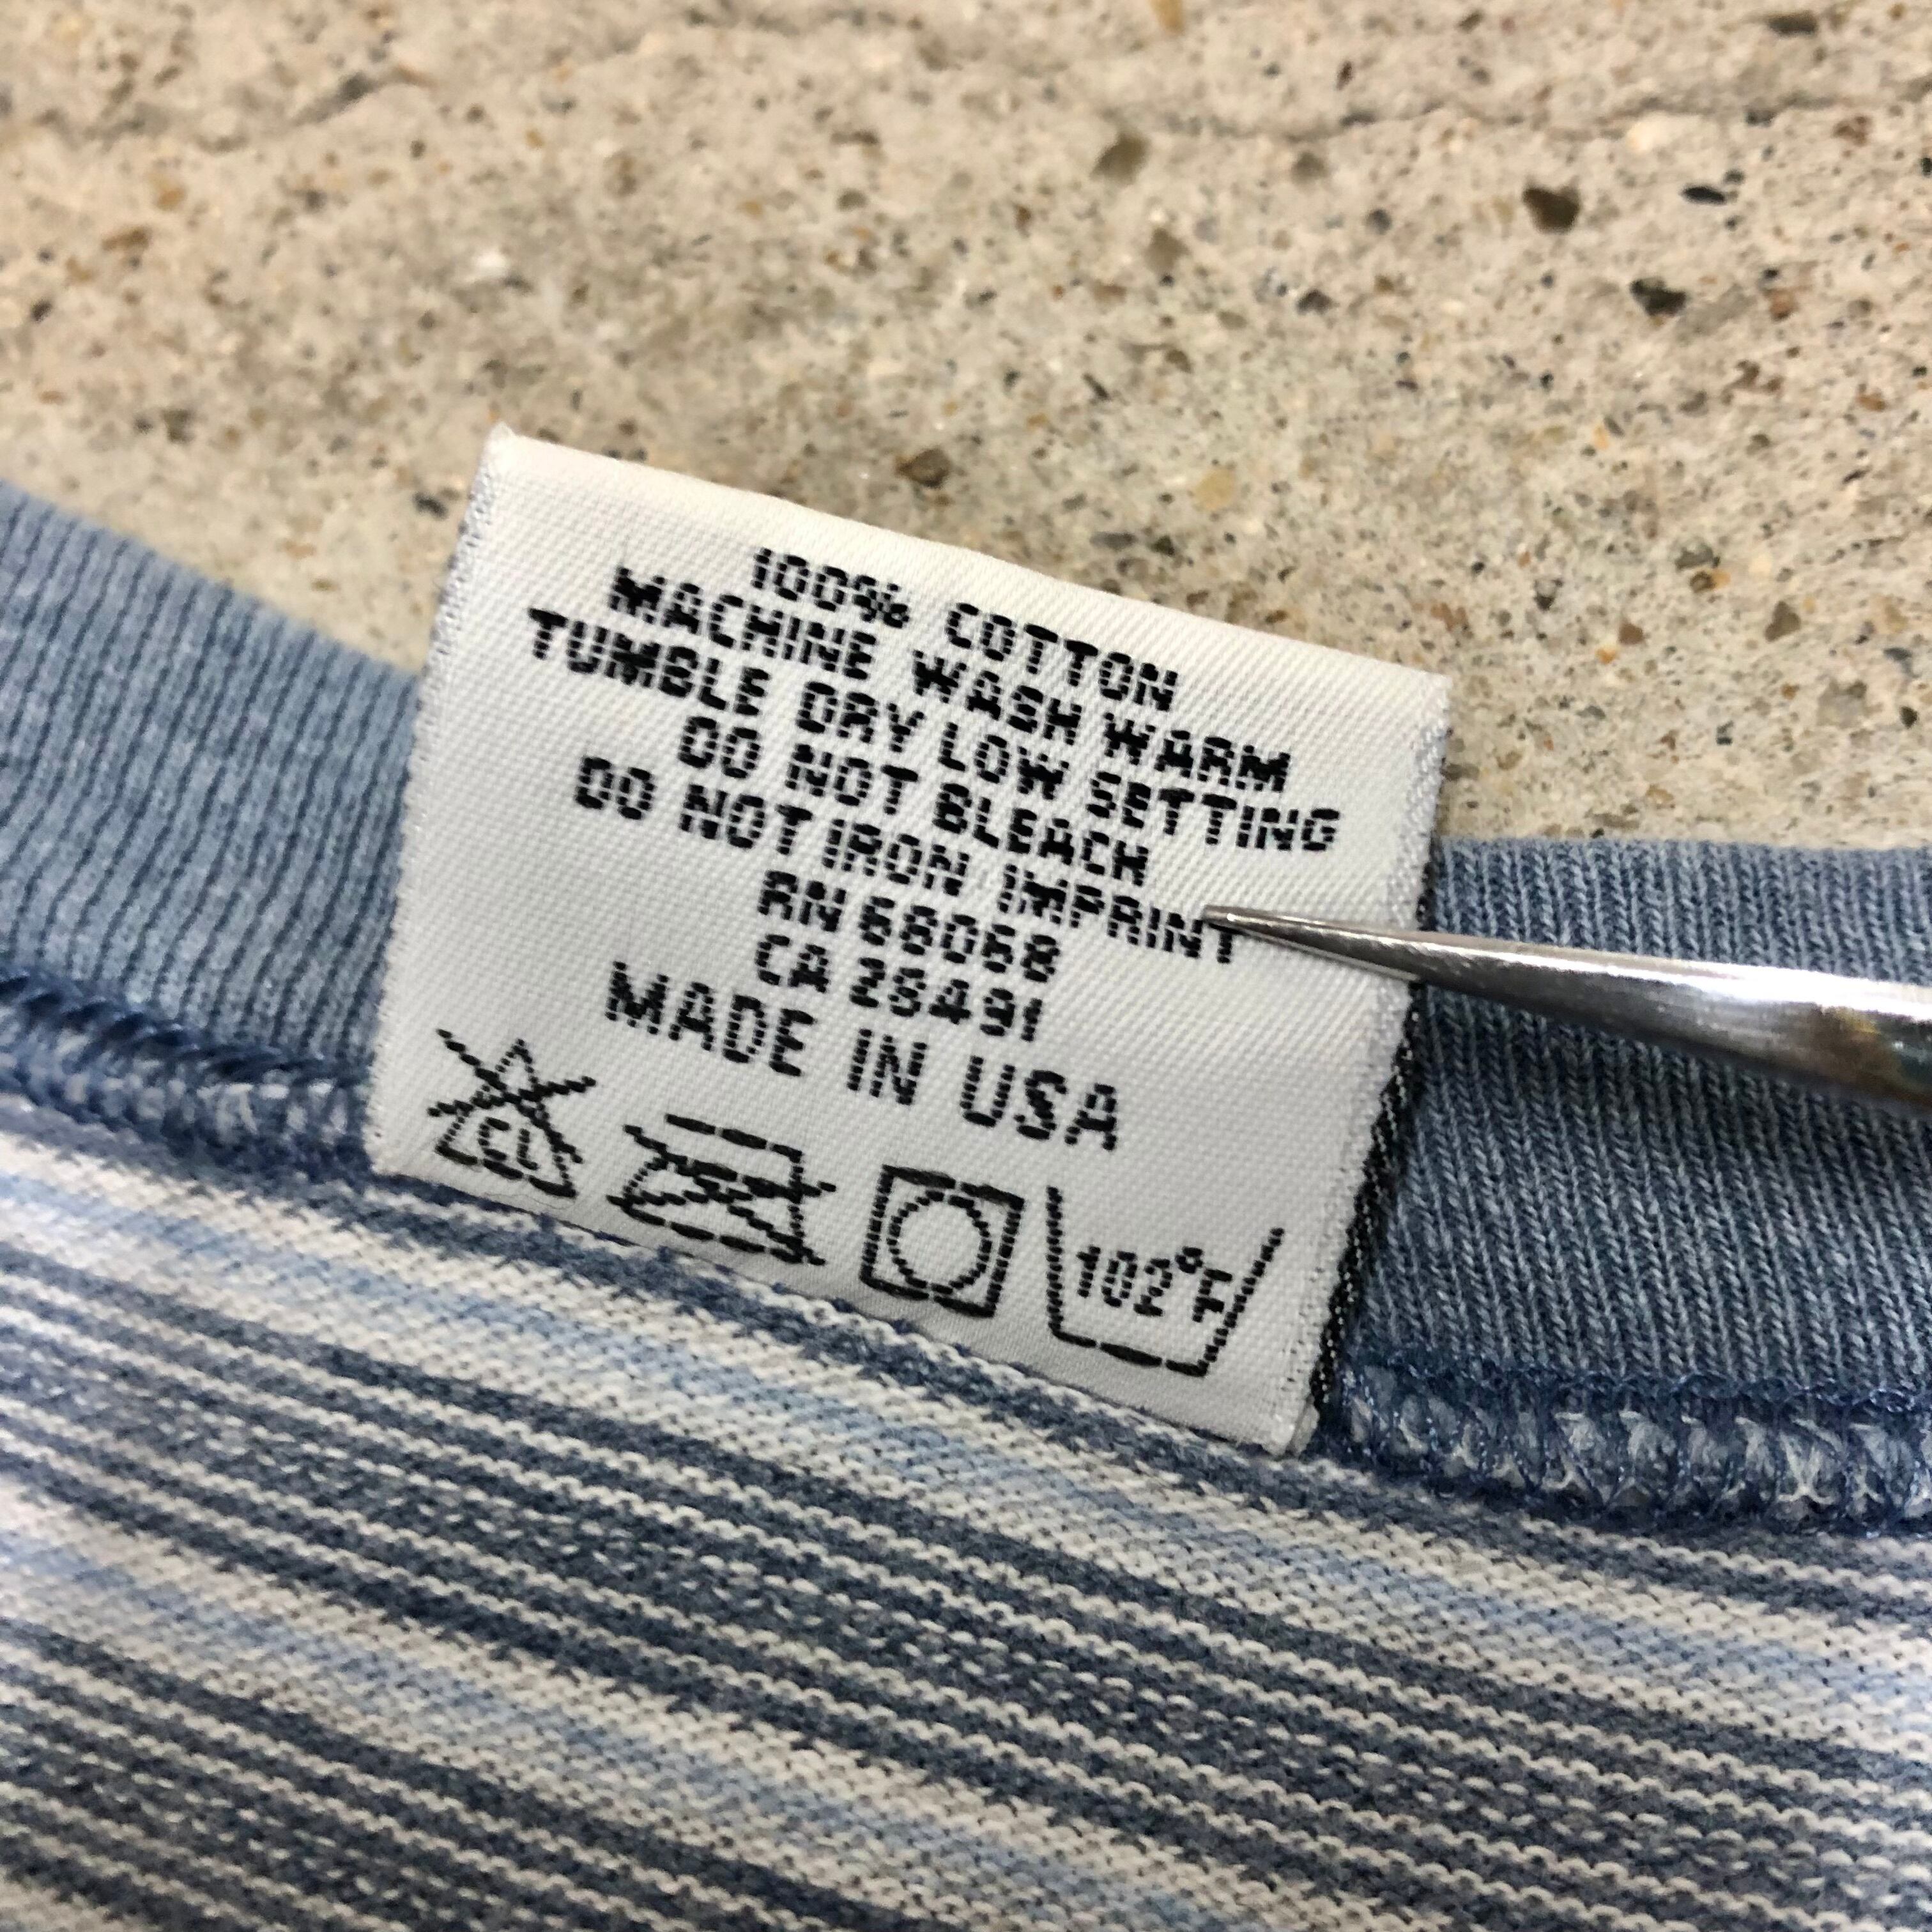 100% COTTON
MACHINE WASH WARM
TUMBLE DRY LOW SETTING
DO NOT BLEACH
DO NOT IRON IMPRINT
RN 68068
CA 28491
MADE IN USA
CL
102°F